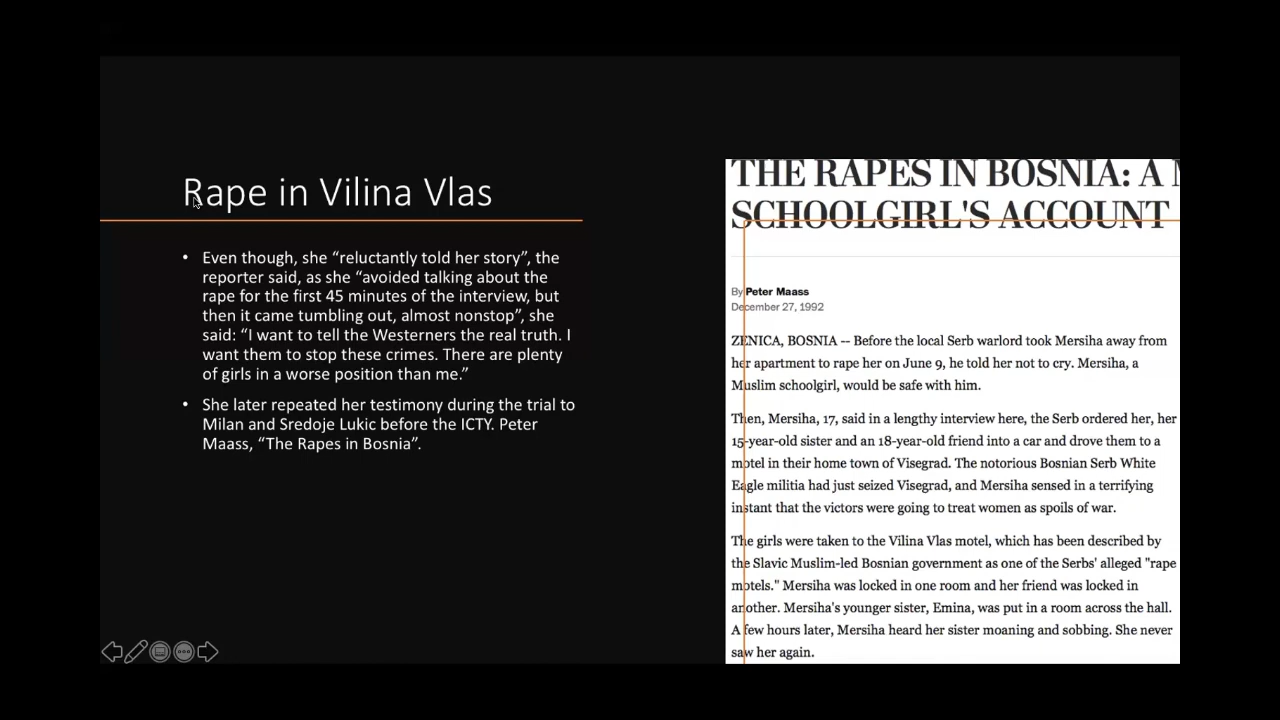 Rape in Vilina Vlas
• Even though, she “reluctantly told her story”, the
reporter said, as she “avoided talking about the
rape for the first 45 minutes of the interview, but
then it came tumbling out, almost nonstop”, she
said: “I want to tell the Westerners the real truth. I
want them to stop these crimes. There are plenty
of girls in a worse position than me.”
• She later repeated her testimony during the trial to
Milan and Sredoje Lukic before the ICTY. Peter
Maass, “The Rapes in Bosnia”.
THE RAPES IN BOSNIA: A
SCHOOLGIRL'S ACCOUNT
By Peter Maass
December 27, 1992
ZENICA, BOSNIA -- Before the local Serb warlord took Mersiha away from
her apartment to rape her on June 9, he told her not to cry. Mersiha, a
Muslim schoolgirl, would be safe with him.
Then, Mersiha, 17, said in a lengthy interview here, the Serb ordered her, her
15-year-old sister and an 18-year-old friend into a car and drove them to a
motel in their home town of Visegrad. The notorious Bosnian Serb White
Eagle militia had just seized Visegrad, and Mersiha sensed in a terrifying
instant that the victors were going to treat women as spoils of war.
The girls were taken to the Vilina Vlas motel, which has been described by
the Slavic Muslim-led Bosnian government as one of the Serbs' alleged "rape
motels." Mersiha was locked in one room and her friend was locked in
another. Mersiha's younger sister, Emina, was put in a room across the hall.
A few hours later, Mersiha heard her sister moaning and sobbing. She never
saw her again.